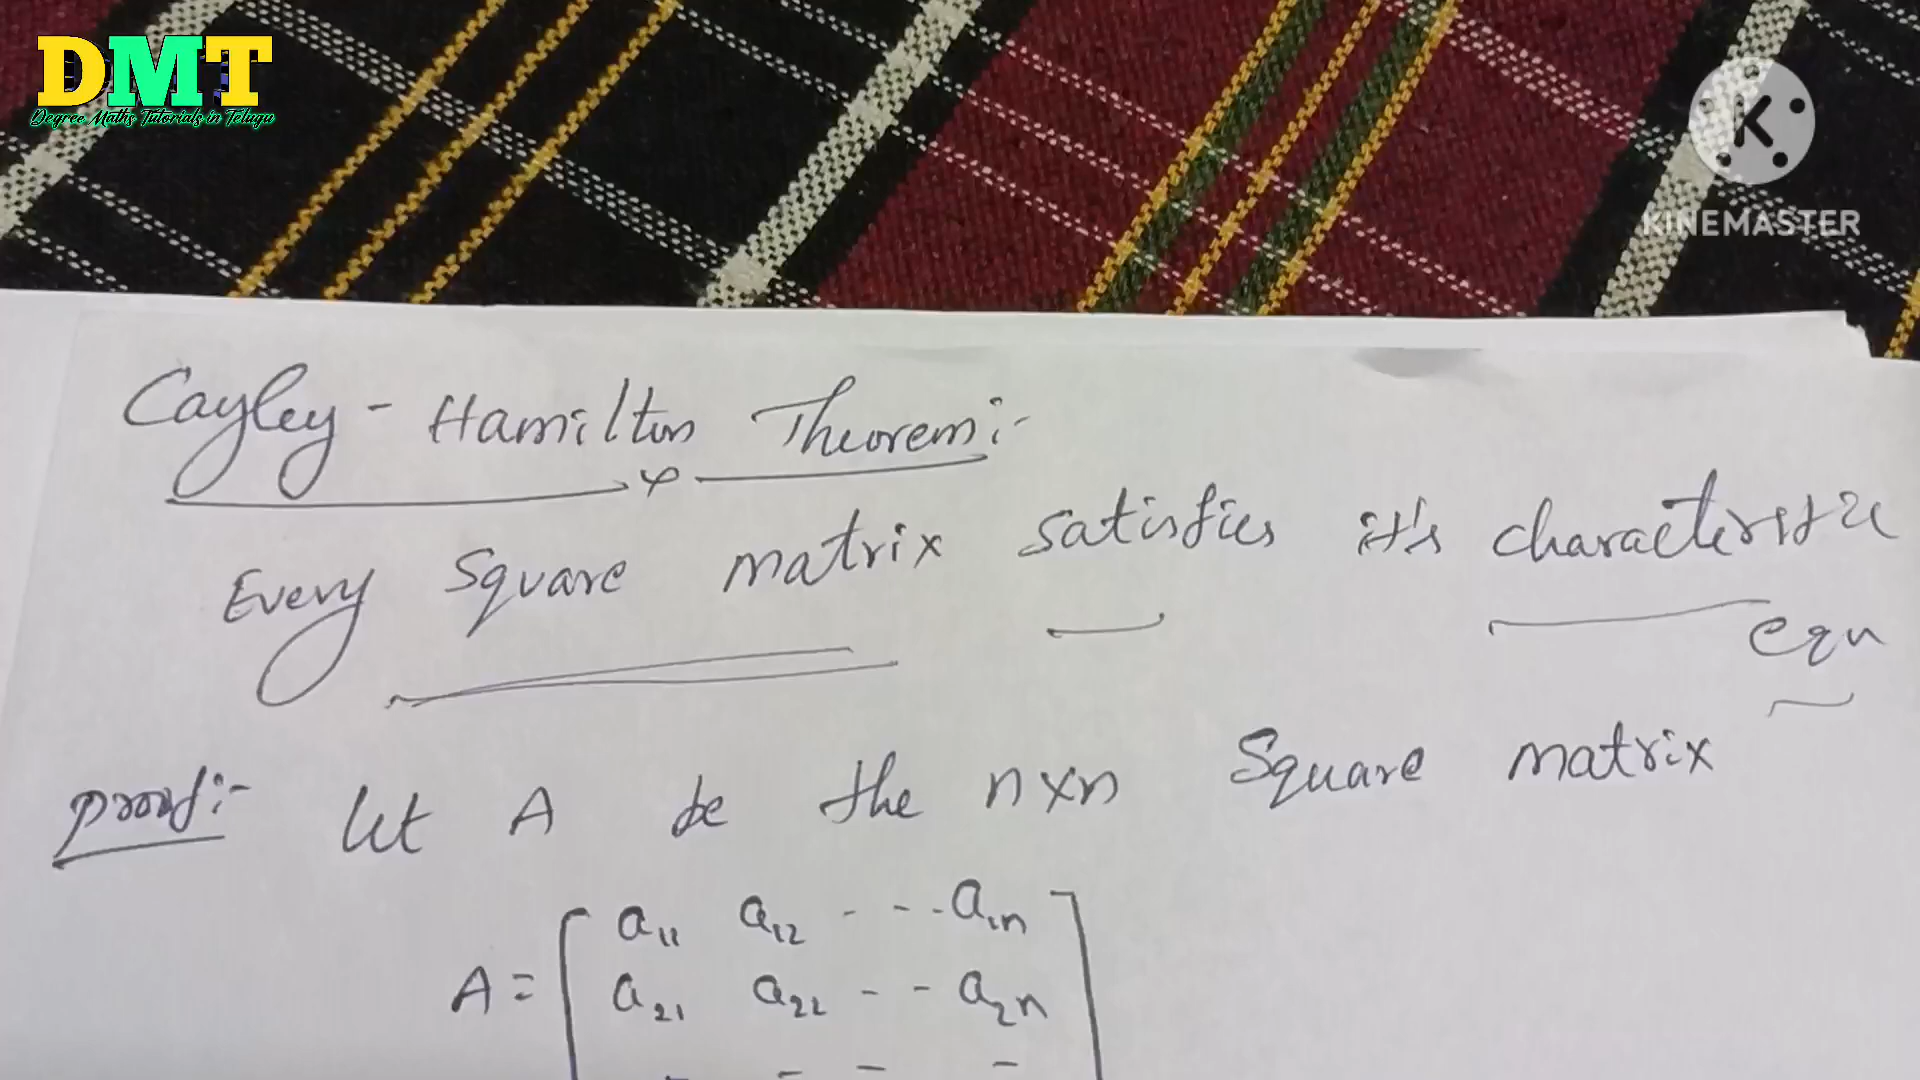 DMT
Degree Maths Tutorials in Telugu
K
KINEMASTER
Cayley - Hamilton Theorem:-
Every Square matrix satisfies it's characteristic
equ
proof:- let A be the n×n Square matrix
A = [ a11 a12 - - - a1n ]
a21 a22 - - a2n
- - - -